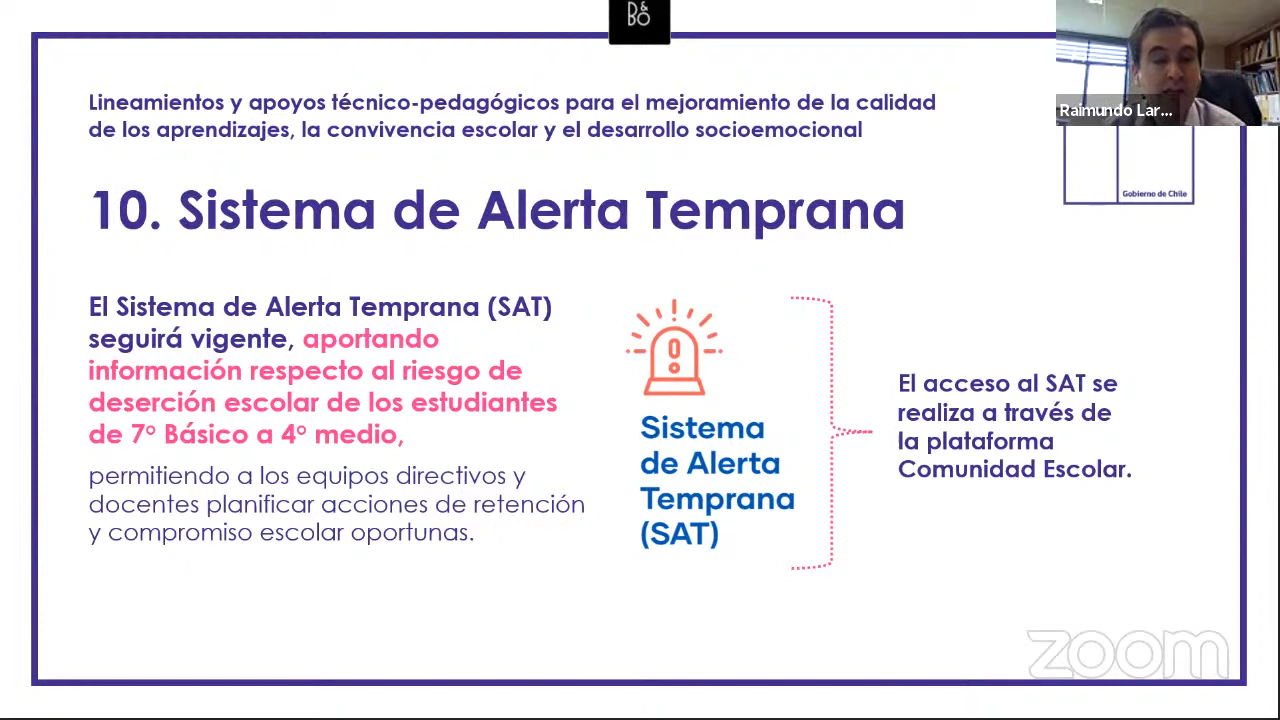 B&O
Raimundo Lar...
Lineamientos y apoyos técnico-pedagógicos para el mejoramiento de la calidad
de los aprendizajes, la convivencia escolar y el desarrollo socioemocional
Gobierno de Chile
10. Sistema de Alerta Temprana
El Sistema de Alerta Temprana (SAT)
seguirá vigente, aportando
información respecto al riesgo de
deserción escolar de los estudiantes
de 7° Básico a 4° medio,
permitiendo a los equipos directivos y
docentes planificar acciones de retención
y compromiso escolar oportunas.
Sistema
de Alerta
Temprana
(SAT)
El acceso al SAT se
realiza a través de
la plataforma
Comunidad Escolar.
zoom